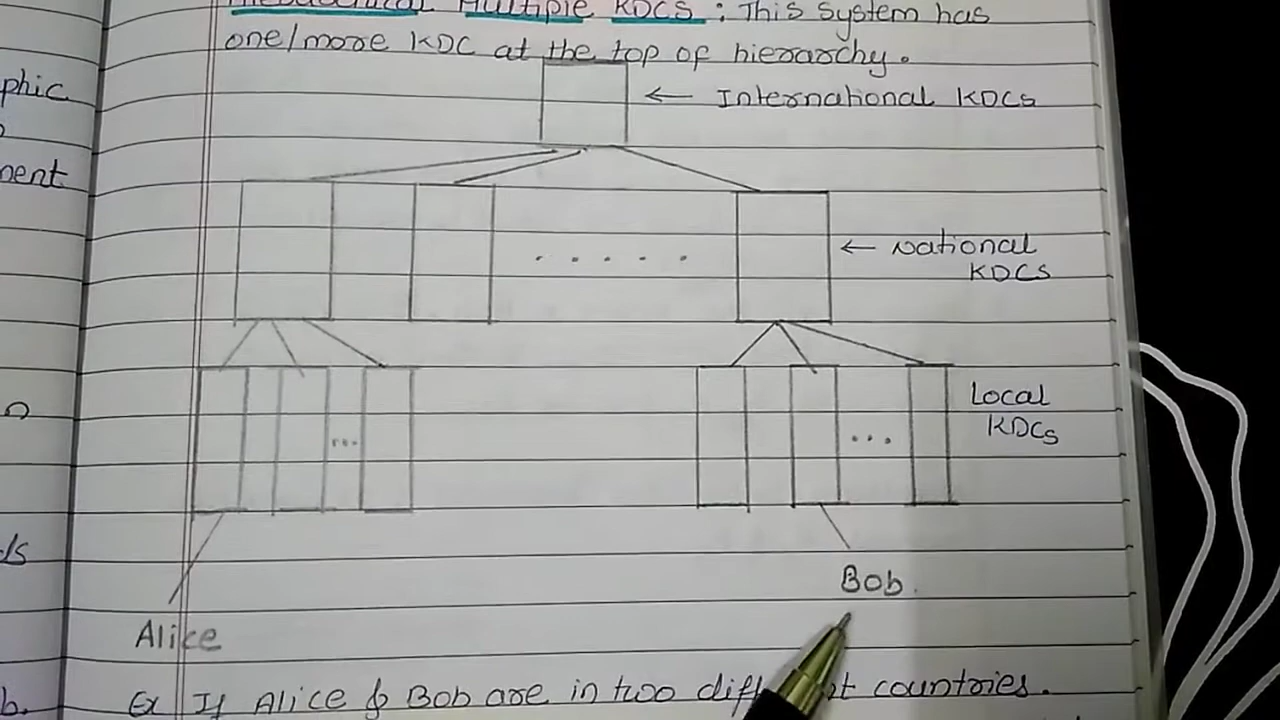 Multiple KDCs : This system has
one/more KDC at the top of hierarchy.
phic
← International KDCs
← National
KDCs
Local
KDCs
...
...
Bob.
Alice
b. Ex If Alice & Bob are in two countries.